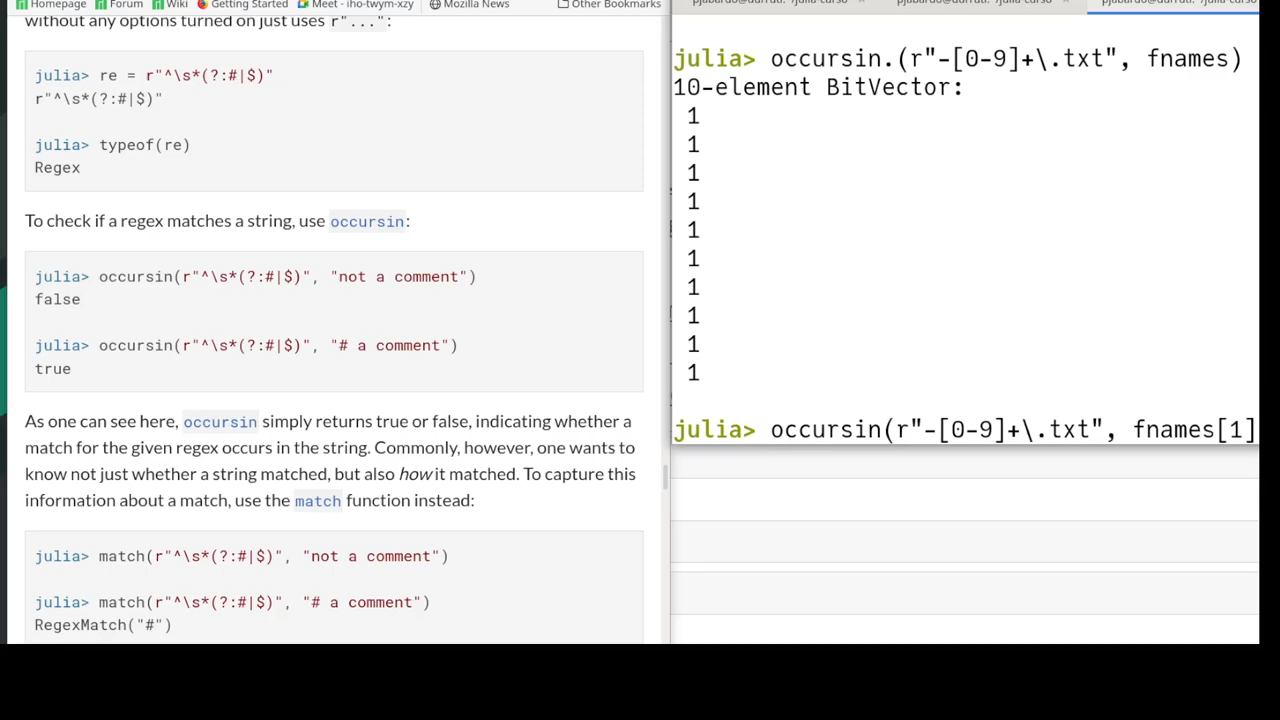 Homepage Forum Wiki Getting Started Meet - iho-twym-xzy Mozilla News Other Bookmarks
without any options turned on just uses r"...":
julia> re = r"^\s*(?:#|$)"
r"^\s*(?:#|$)"
julia> typeof(re)
Regex
To check if a regex matches a string, use occursin:
julia> occursin(r"^\s*(?:#|$)", "not a comment")
false
julia> occursin(r"^\s*(?:#|$)", "# a comment")
true
As one can see here, occursin simply returns true or false, indicating whether a
match for the given regex occurs in the string. Commonly, however, one wants to
know not just whether a string matched, but also how it matched. To capture this
information about a match, use the match function instead:
julia> match(r"^\s*(?:#|$)", "not a comment")
julia> match(r"^\s*(?:#|$)", "# a comment")
RegexMatch("#")
julia> occursin.(r"-[0-9]+\.txt", fnames)
10-element BitVector:
1
1
1
1
1
1
1
1
1
1
julia> occursin(r"-[0-9]+\.txt", fnames[1]